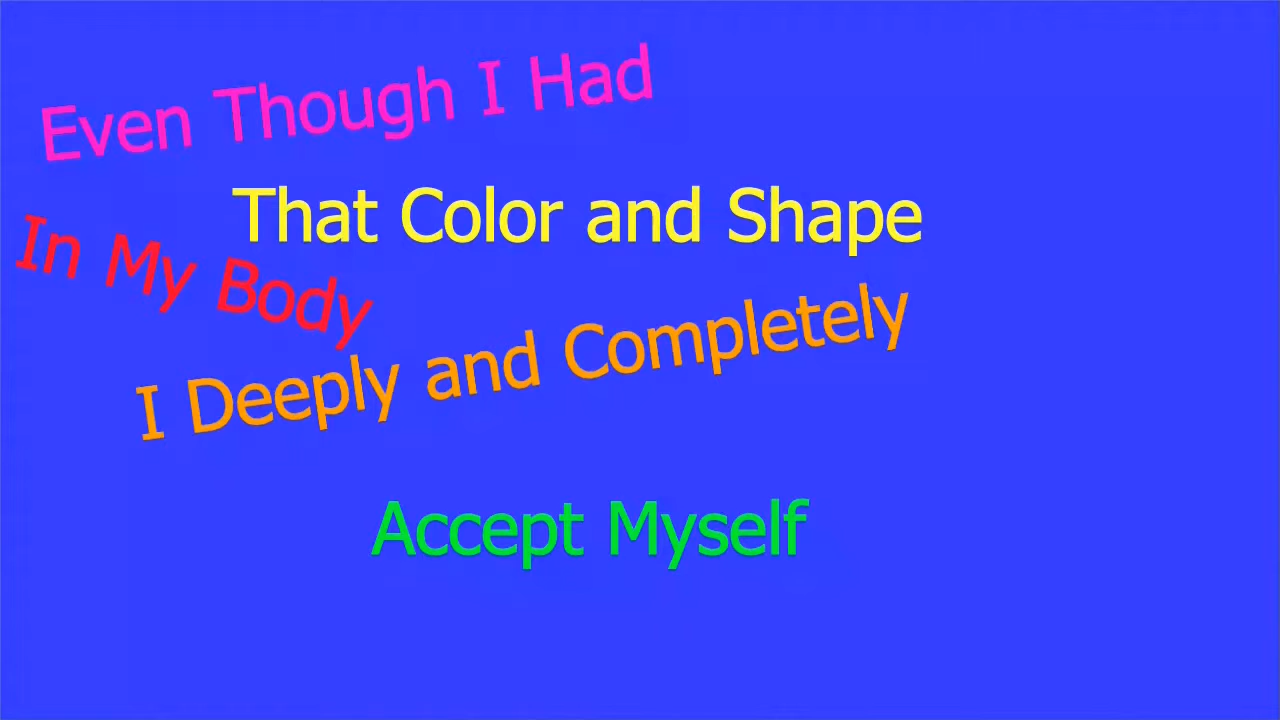 Even Though I Had
That Color and Shape
In My Body
I Deeply and Completely
Accept Myself